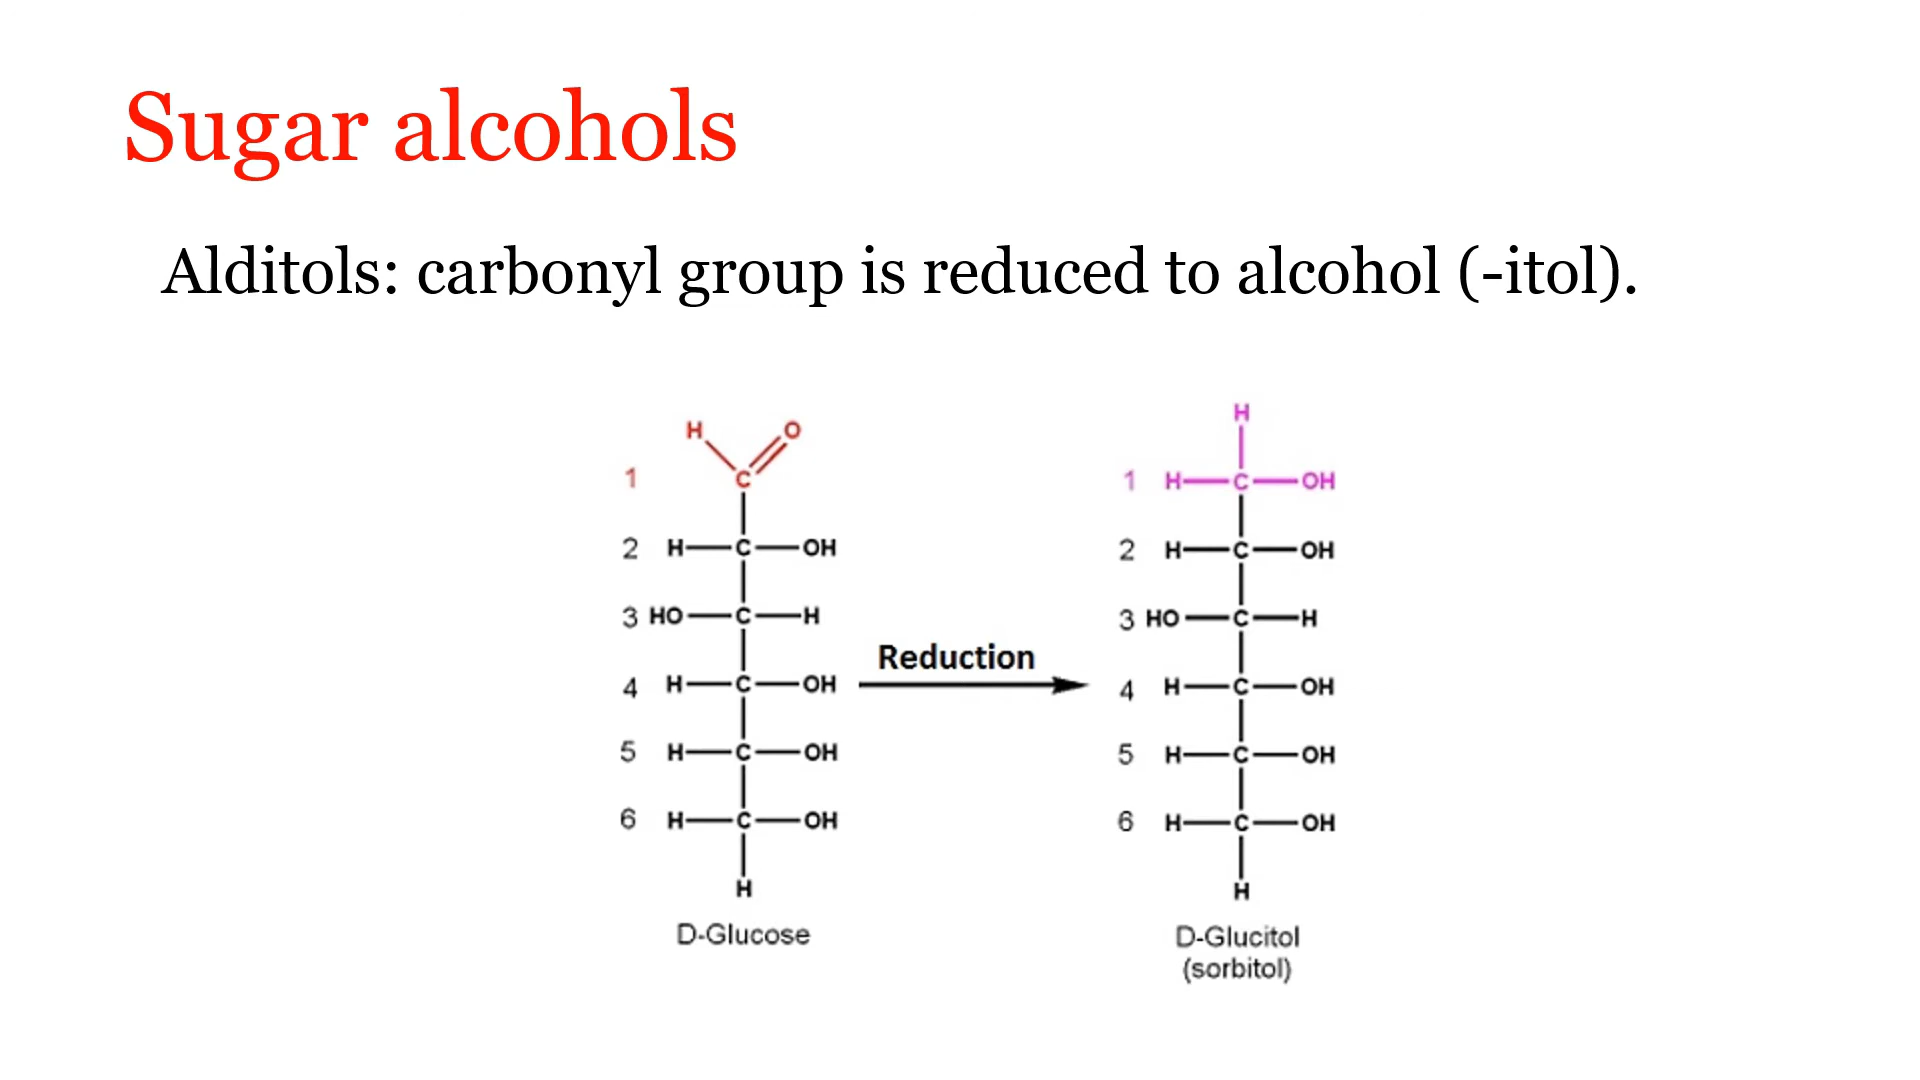 Sugar alcohols
Alditols: carbonyl group is reduced to alcohol (-itol).
H O
1 C
2 H C OH
3 HO C H
4 H C OH
5 H C OH
6 H C OH
H
D-Glucose
Reduction
H
1 H C OH
2 H C OH
3 HO C H
4 H C OH
5 H C OH
6 H C OH
H
D-Glucitol
(sorbitol)